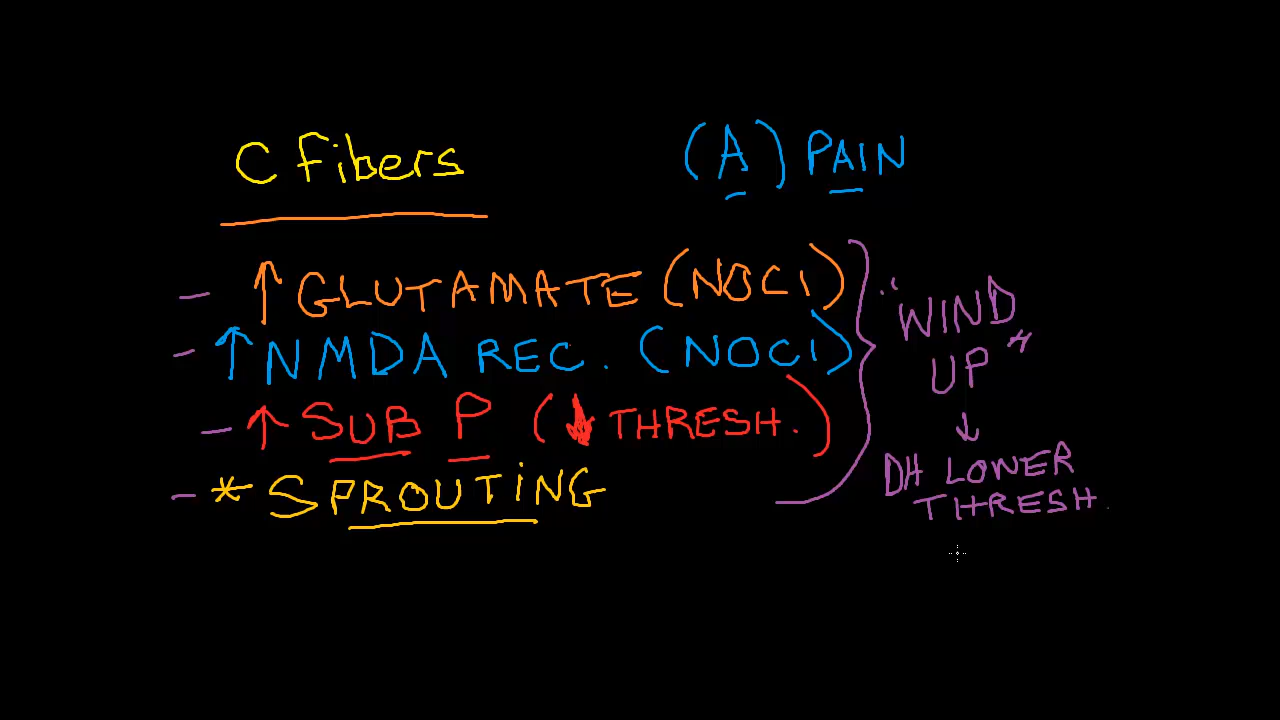 C fibers
(A) PAIN
- ↑ GLUTAMATE (NOCI)
- ↑ NMDA REC. (NOCI)
- ↑ SUB P (↓ THRESH.)
- * SPROUTING
"WIND
UP"
↓
DH LOWER
THRESH.